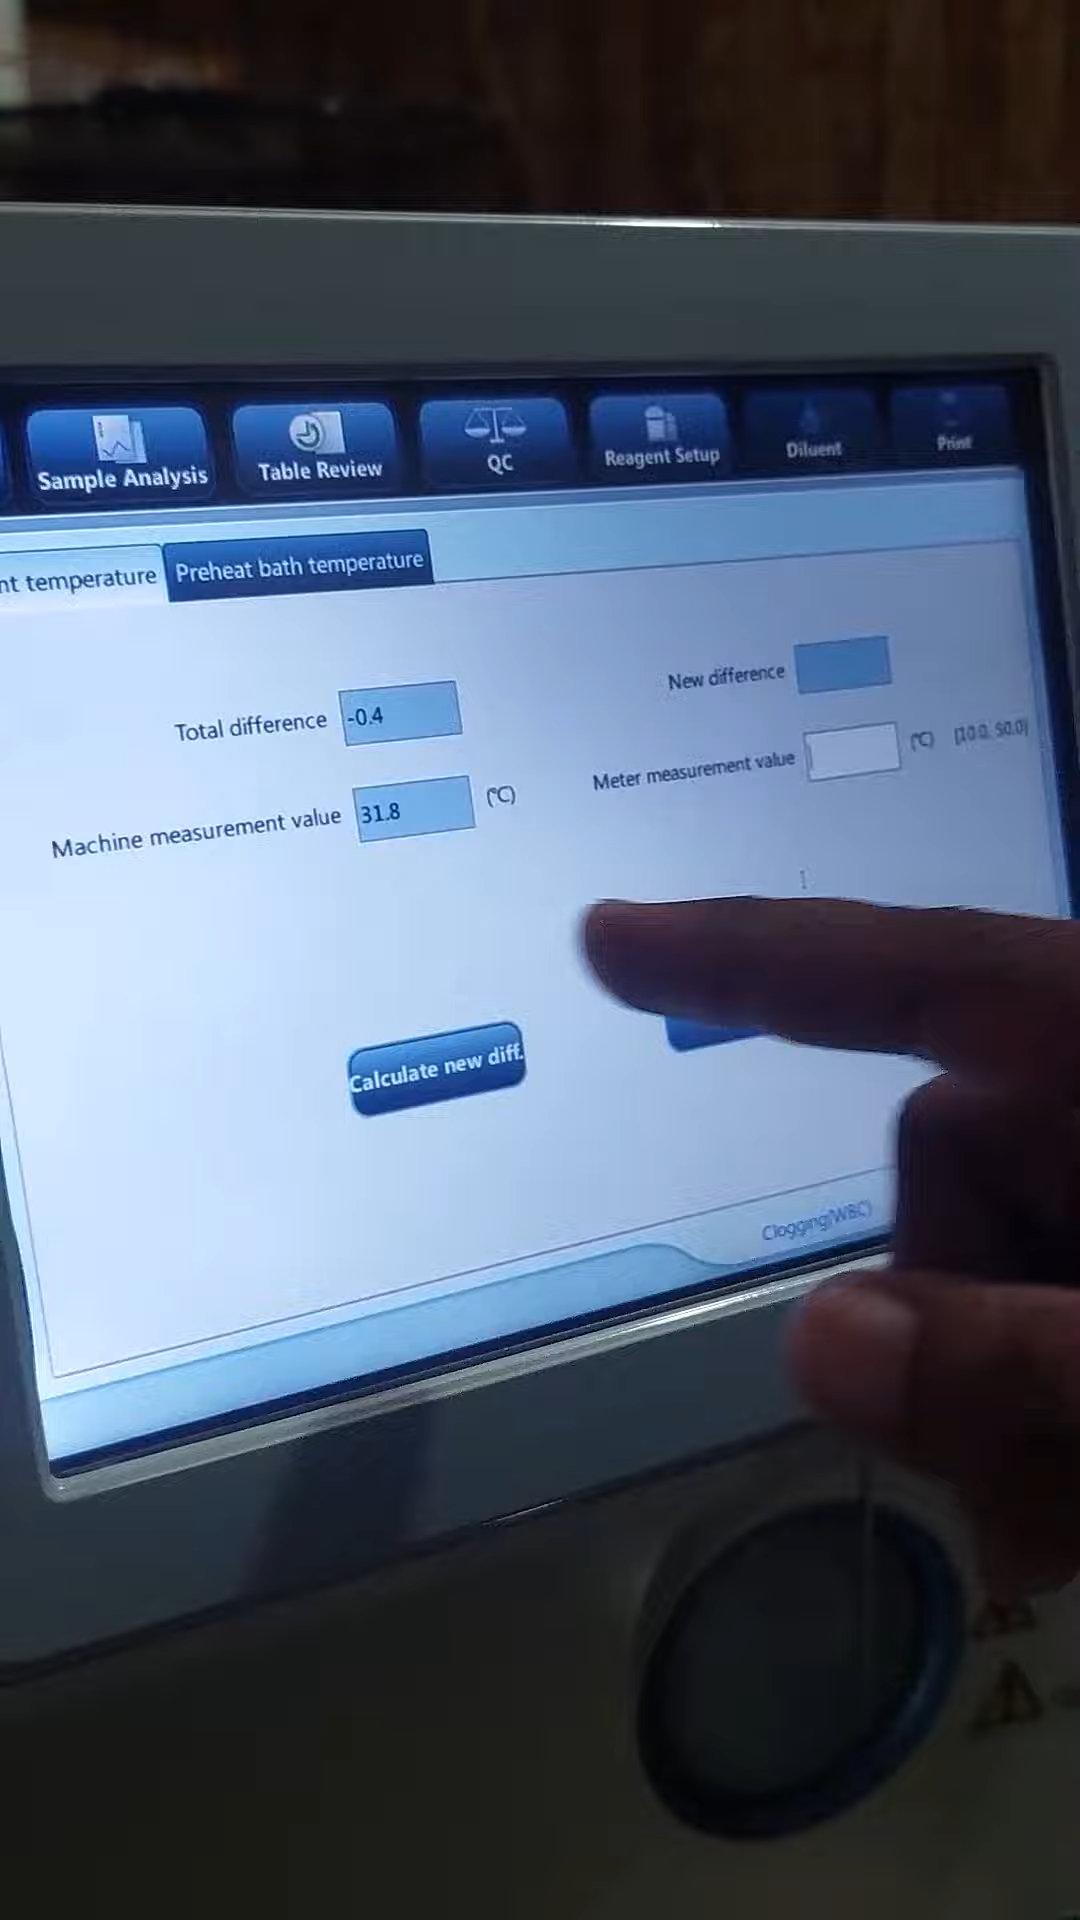 Sample Analysis
Table Review
QC
Reagent Setup
Diluent
Print
nt temperature
Preheat bath temperature
Total difference -0.4
New difference
Machine measurement value 31.8 (°C)
Meter measurement value (°C) [10.0, 50.0]
Calculate new diff.
Clogging(WBC)